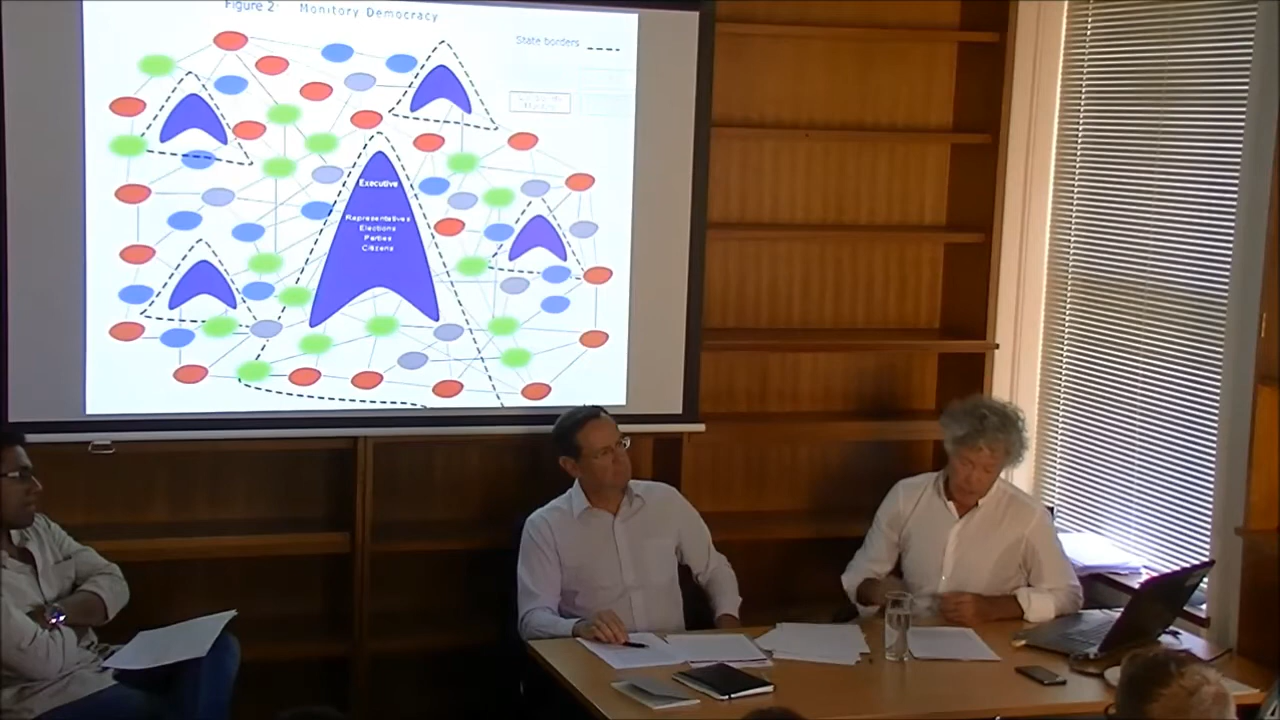 Figure 2: Monitory Democracy
State borders
Executive
Representatives
Elections
Parties
Citizens